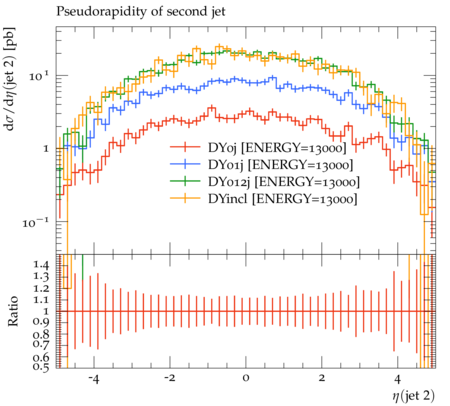 Pseudorapidity of second jet
dσ/dη(jet 2) [pb]
10¹
1
10⁻¹
DY0j [ENERGY=13000]
DY01j [ENERGY=13000]
DY012j [ENERGY=13000]
DYincl [ENERGY=13000]
Ratio
1.4
1.3
1.2
1.1
1
0.9
0.8
0.7
0.6
0.5
-4 -2 0 2 4
η(jet 2)